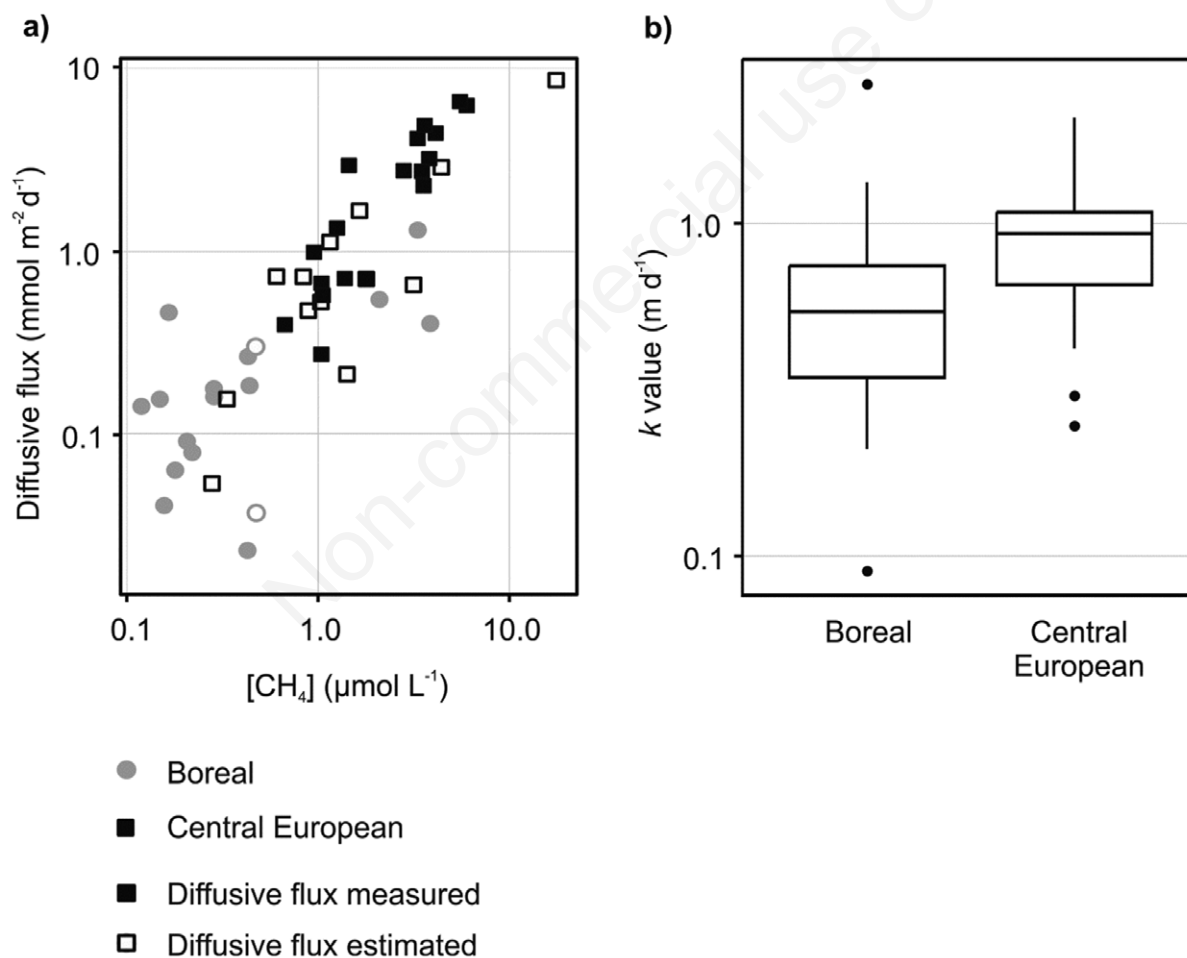 a)
Diffusive flux (mmol m⁻² d⁻¹)
10
1.0
0.1
0.1 1.0 10.0
[CH₄] (µmol L⁻¹)
b)
k value (m d⁻¹)
1.0
0.1
Boreal
Central
European
Boreal
Central European
Diffusive flux measured
Diffusive flux estimated
Non-commercial use